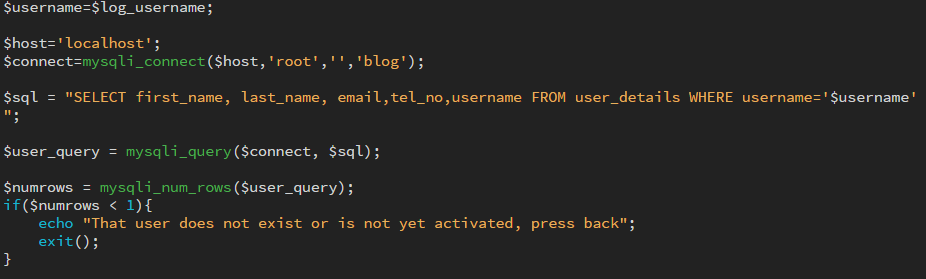 $username=$log_username;
$host='localhost';
$connect=mysqli_connect($host,'root','','blog');
$sql = "SELECT first_name, last_name, email,tel_no,username FROM user_details WHERE username='$username'
";
$user_query = mysqli_query($connect, $sql);
$numrows = mysqli_num_rows($user_query);
if($numrows < 1){
    echo "That user does not exist or is not yet activated, press back";
    exit();
}